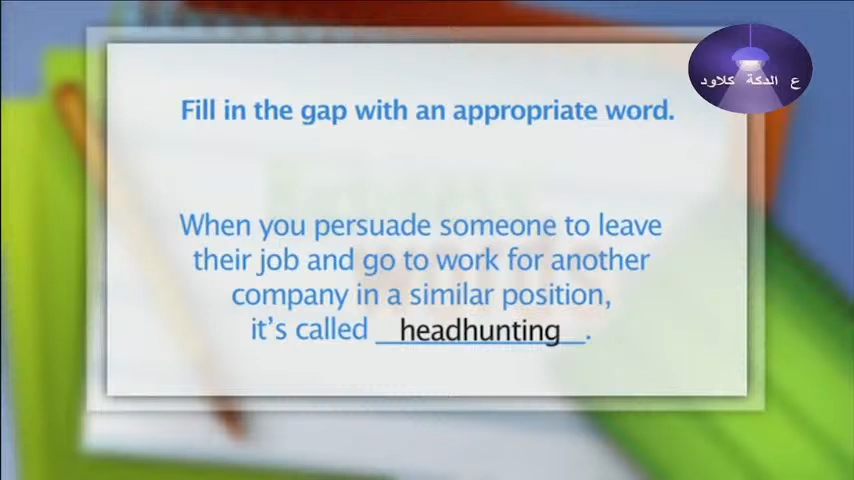 ع الدكة كلاود
Fill in the gap with an appropriate word.
When you persuade someone to leave
their job and go to work for another
company in a similar position,
it's called headhunting.